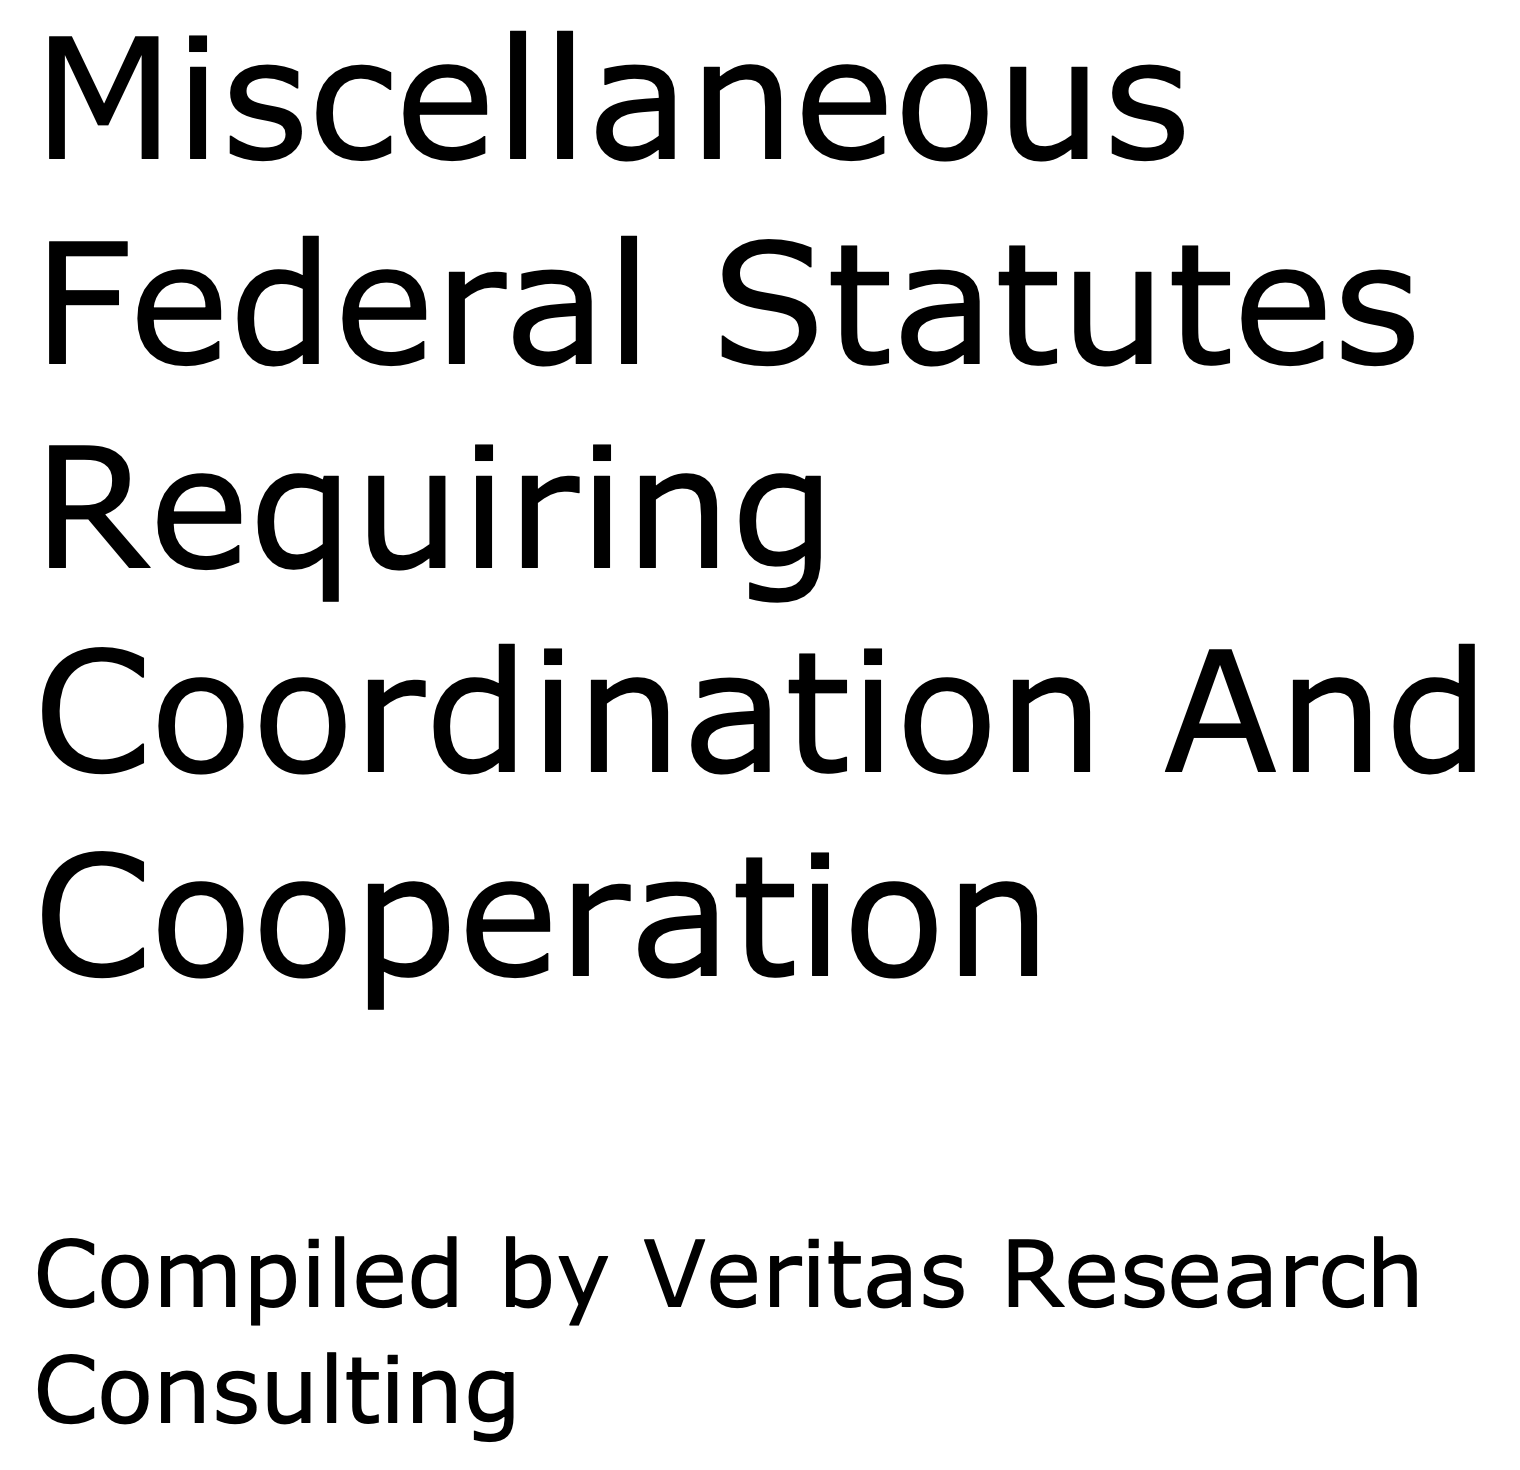 Miscellaneous
Federal Statutes
Requiring
Coordination And
Cooperation
Compiled by Veritas Research
Consulting